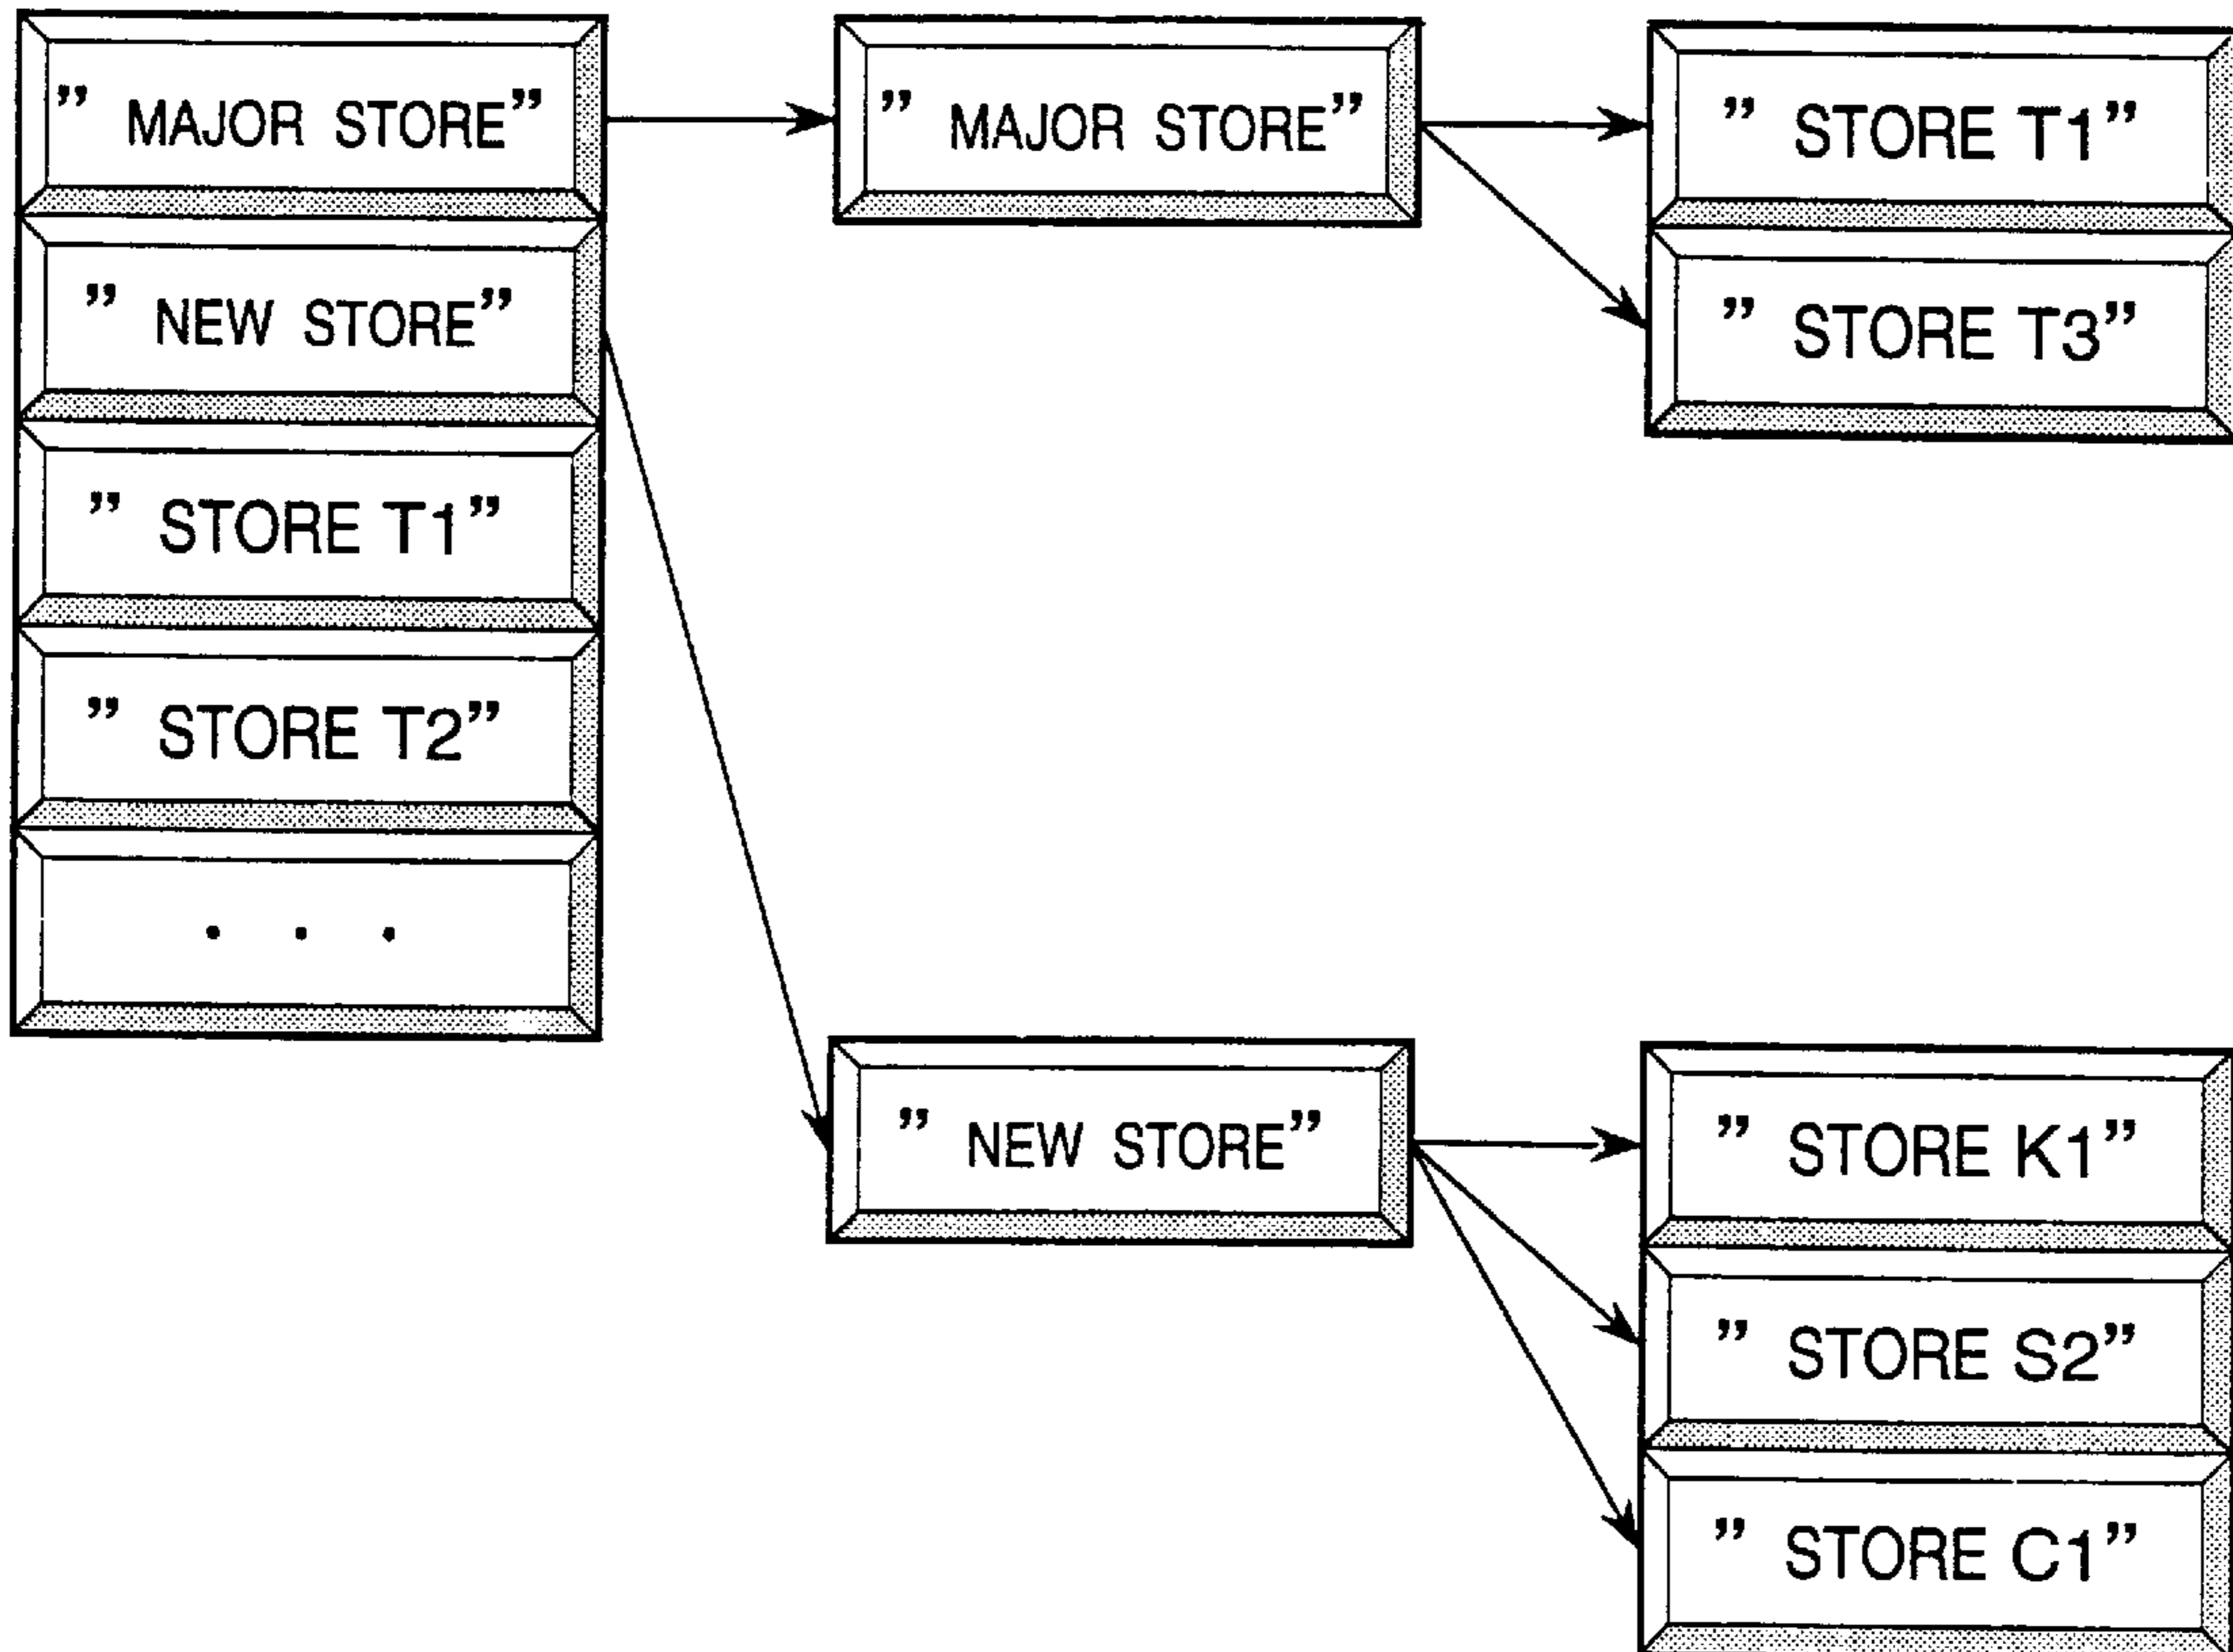 ” MAJOR STORE”
” NEW STORE”
” STORE T1”
” STORE T2”
. . .
” MAJOR STORE”
” NEW STORE”
” STORE T1”
” STORE T3”
” STORE K1”
” STORE S2”
” STORE C1”